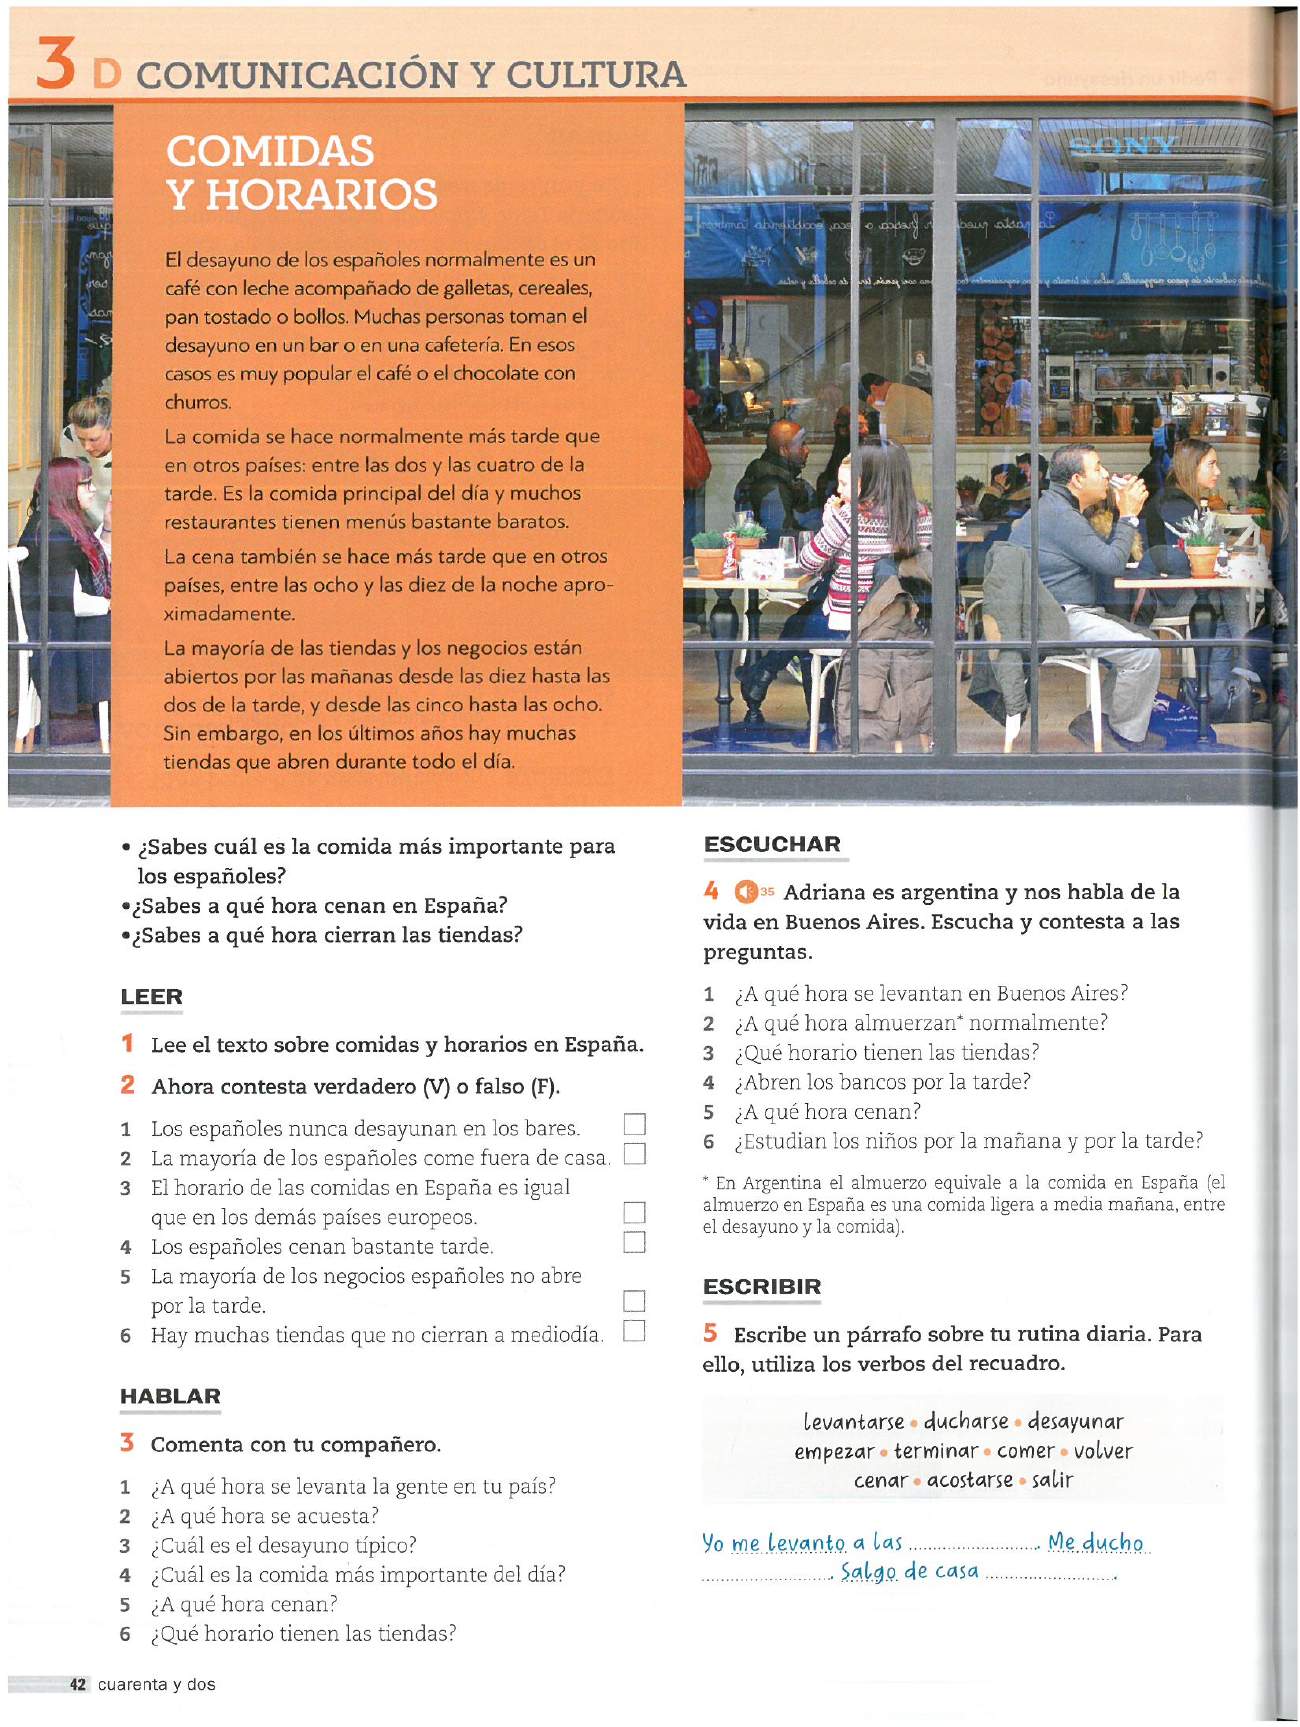 3 D COMUNICACIÓN Y CULTURA
COMIDAS
Y HORARIOS
El desayuno de los españoles normalmente es un
café con leche acompañado de galletas, cereales,
pan tostado o bollos. Muchas personas toman el
desayuno en un bar o en una cafetería. En esos
casos es muy popular el café o el chocolate con
churros.
La comida se hace normalmente más tarde que
en otros países: entre las dos y las cuatro de la
tarde. Es la comida principal del día y muchos
restaurantes tienen menús bastante baratos.
La cena también se hace más tarde que en otros
países, entre las ocho y las diez de la noche apro-
ximadamente.
La mayoría de las tiendas y los negocios están
abiertos por las mañanas desde las diez hasta las
dos de la tarde, y desde las cinco hasta las ocho.
Sin embargo, en los últimos años hay muchas
tiendas que abren durante todo el día.
SONY
• ¿Sabes cuál es la comida más importante para
los españoles?
•¿Sabes a qué hora cenan en España?
•¿Sabes a qué hora cierran las tiendas?
LEER
1 Lee el texto sobre comidas y horarios en España.
2 Ahora contesta verdadero (V) o falso (F).
1 Los españoles nunca desayunan en los bares.
2 La mayoría de los españoles come fuera de casa.
3 El horario de las comidas en España es igual
que en los demás países europeos.
4 Los españoles cenan bastante tarde.
5 La mayoría de los negocios españoles no abre
por la tarde.
6 Hay muchas tiendas que no cierran a mediodía.
HABLAR
3 Comenta con tu compañero.
1 ¿A qué hora se levanta la gente en tu país?
2 ¿A qué hora se acuesta?
3 ¿Cuál es el desayuno típico?
4 ¿Cuál es la comida más importante del día?
5 ¿A qué hora cenan?
6 ¿Qué horario tienen las tiendas?
ESCUCHAR
4 35 Adriana es argentina y nos habla de la
vida en Buenos Aires. Escucha y contesta a las
preguntas.
1 ¿A qué hora se levantan en Buenos Aires?
2 ¿A qué hora almuerzan* normalmente?
3 ¿Qué horario tienen las tiendas?
4 ¿Abren los bancos por la tarde?
5 ¿A qué hora cenan?
6 ¿Estudian los niños por la mañana y por la tarde?
* En Argentina el almuerzo equivale a la comida en España (el
almuerzo en España es una comida ligera a media mañana, entre
el desayuno y la comida).
ESCRIBIR
5 Escribe un párrafo sobre tu rutina diaria. Para
ello, utiliza los verbos del recuadro.
levantarse • ducharse • desayunar
empezar • terminar • comer • volver
cenar • acostarse • salir
Yo me levanto a las ........................... Me ducho
........................... Salgo de casa ...........................
42 cuarenta y dos